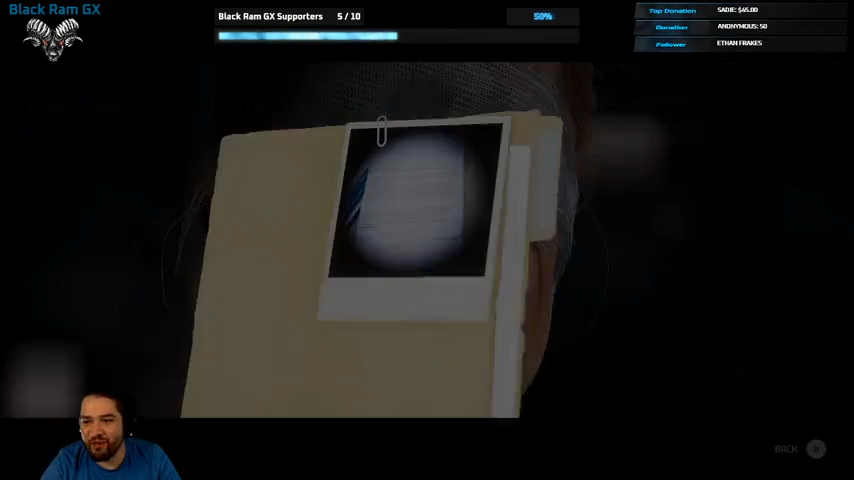 Black Ram GX
Black Ram GX Supporters 5 / 10
50%
Top Donation SADIE: $45.00
Donation ANONYMOUS: 50
Follower ETHAN FRAKES
BACK